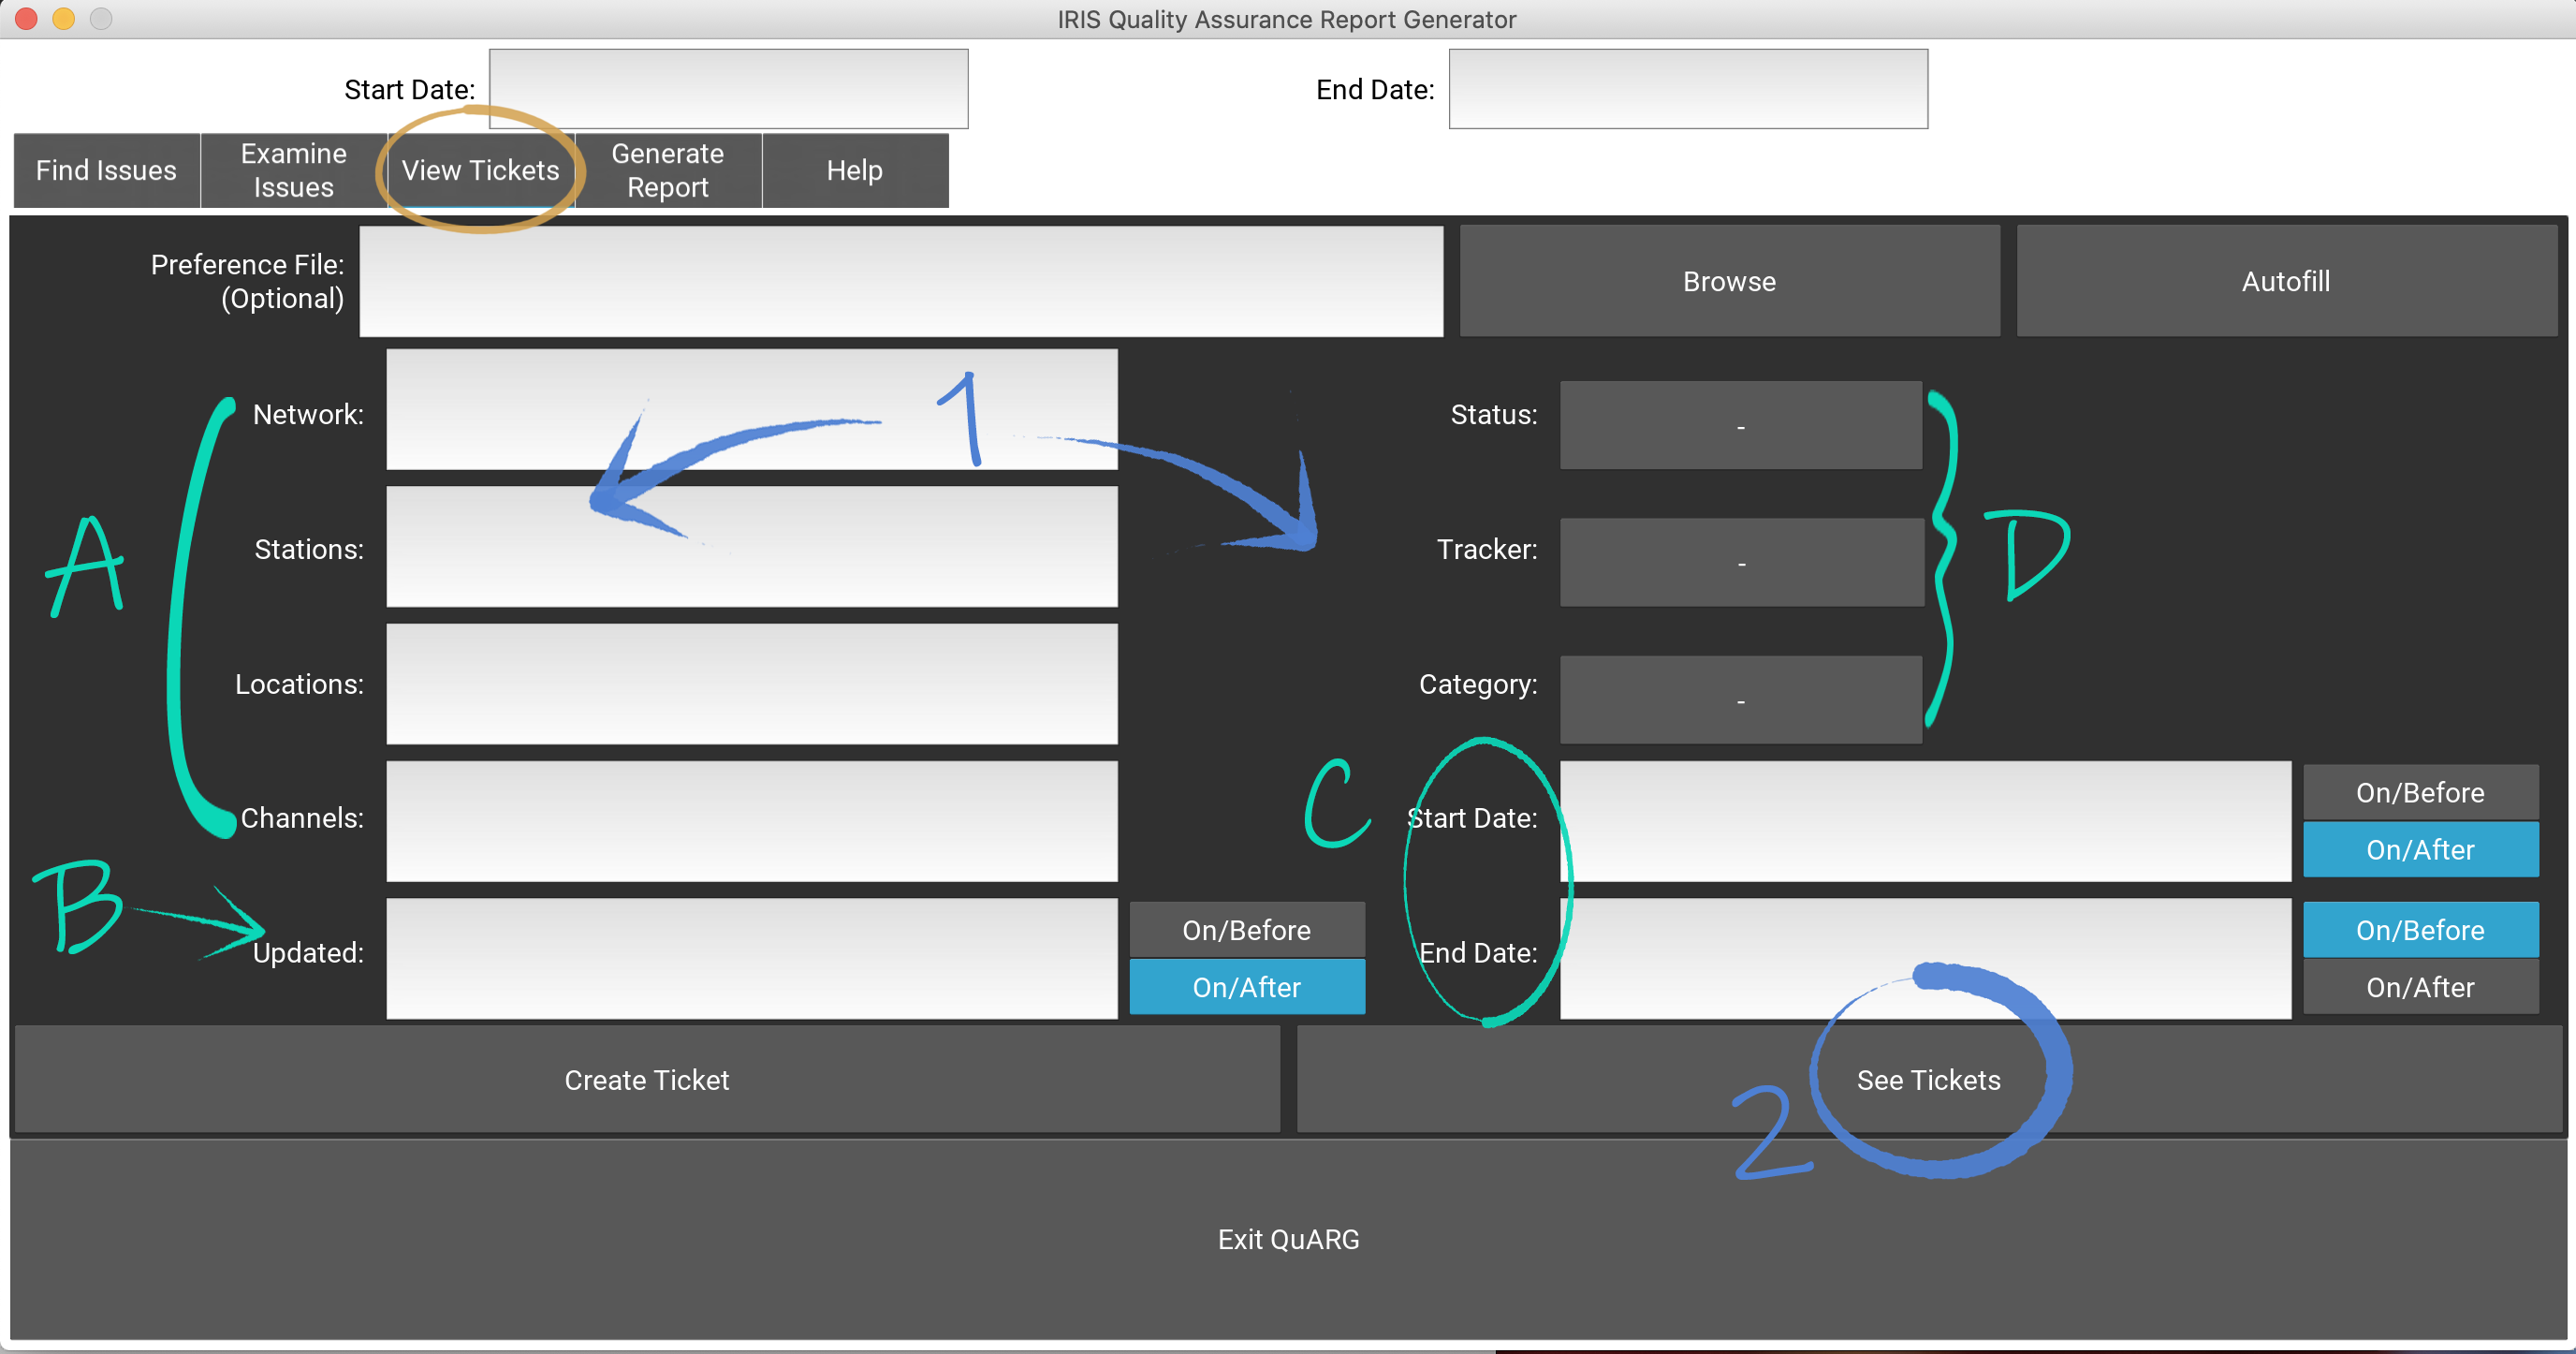 IRIS Quality Assurance Report Generator
Start Date:
End Date:
Find Issues
Examine
Issues
View Tickets
Generate
Report
Help
Preference File:
(Optional)
Browse
Autofill
Network:
1
Status:
-
A
Stations:
Tracker:
-
D
Locations:
Category:
-
Channels:
C
Start Date:
On/Before
On/After
B
Updated:
On/Before
On/After
End Date:
On/Before
On/After
Create Ticket
2
See Tickets
Exit QuARG